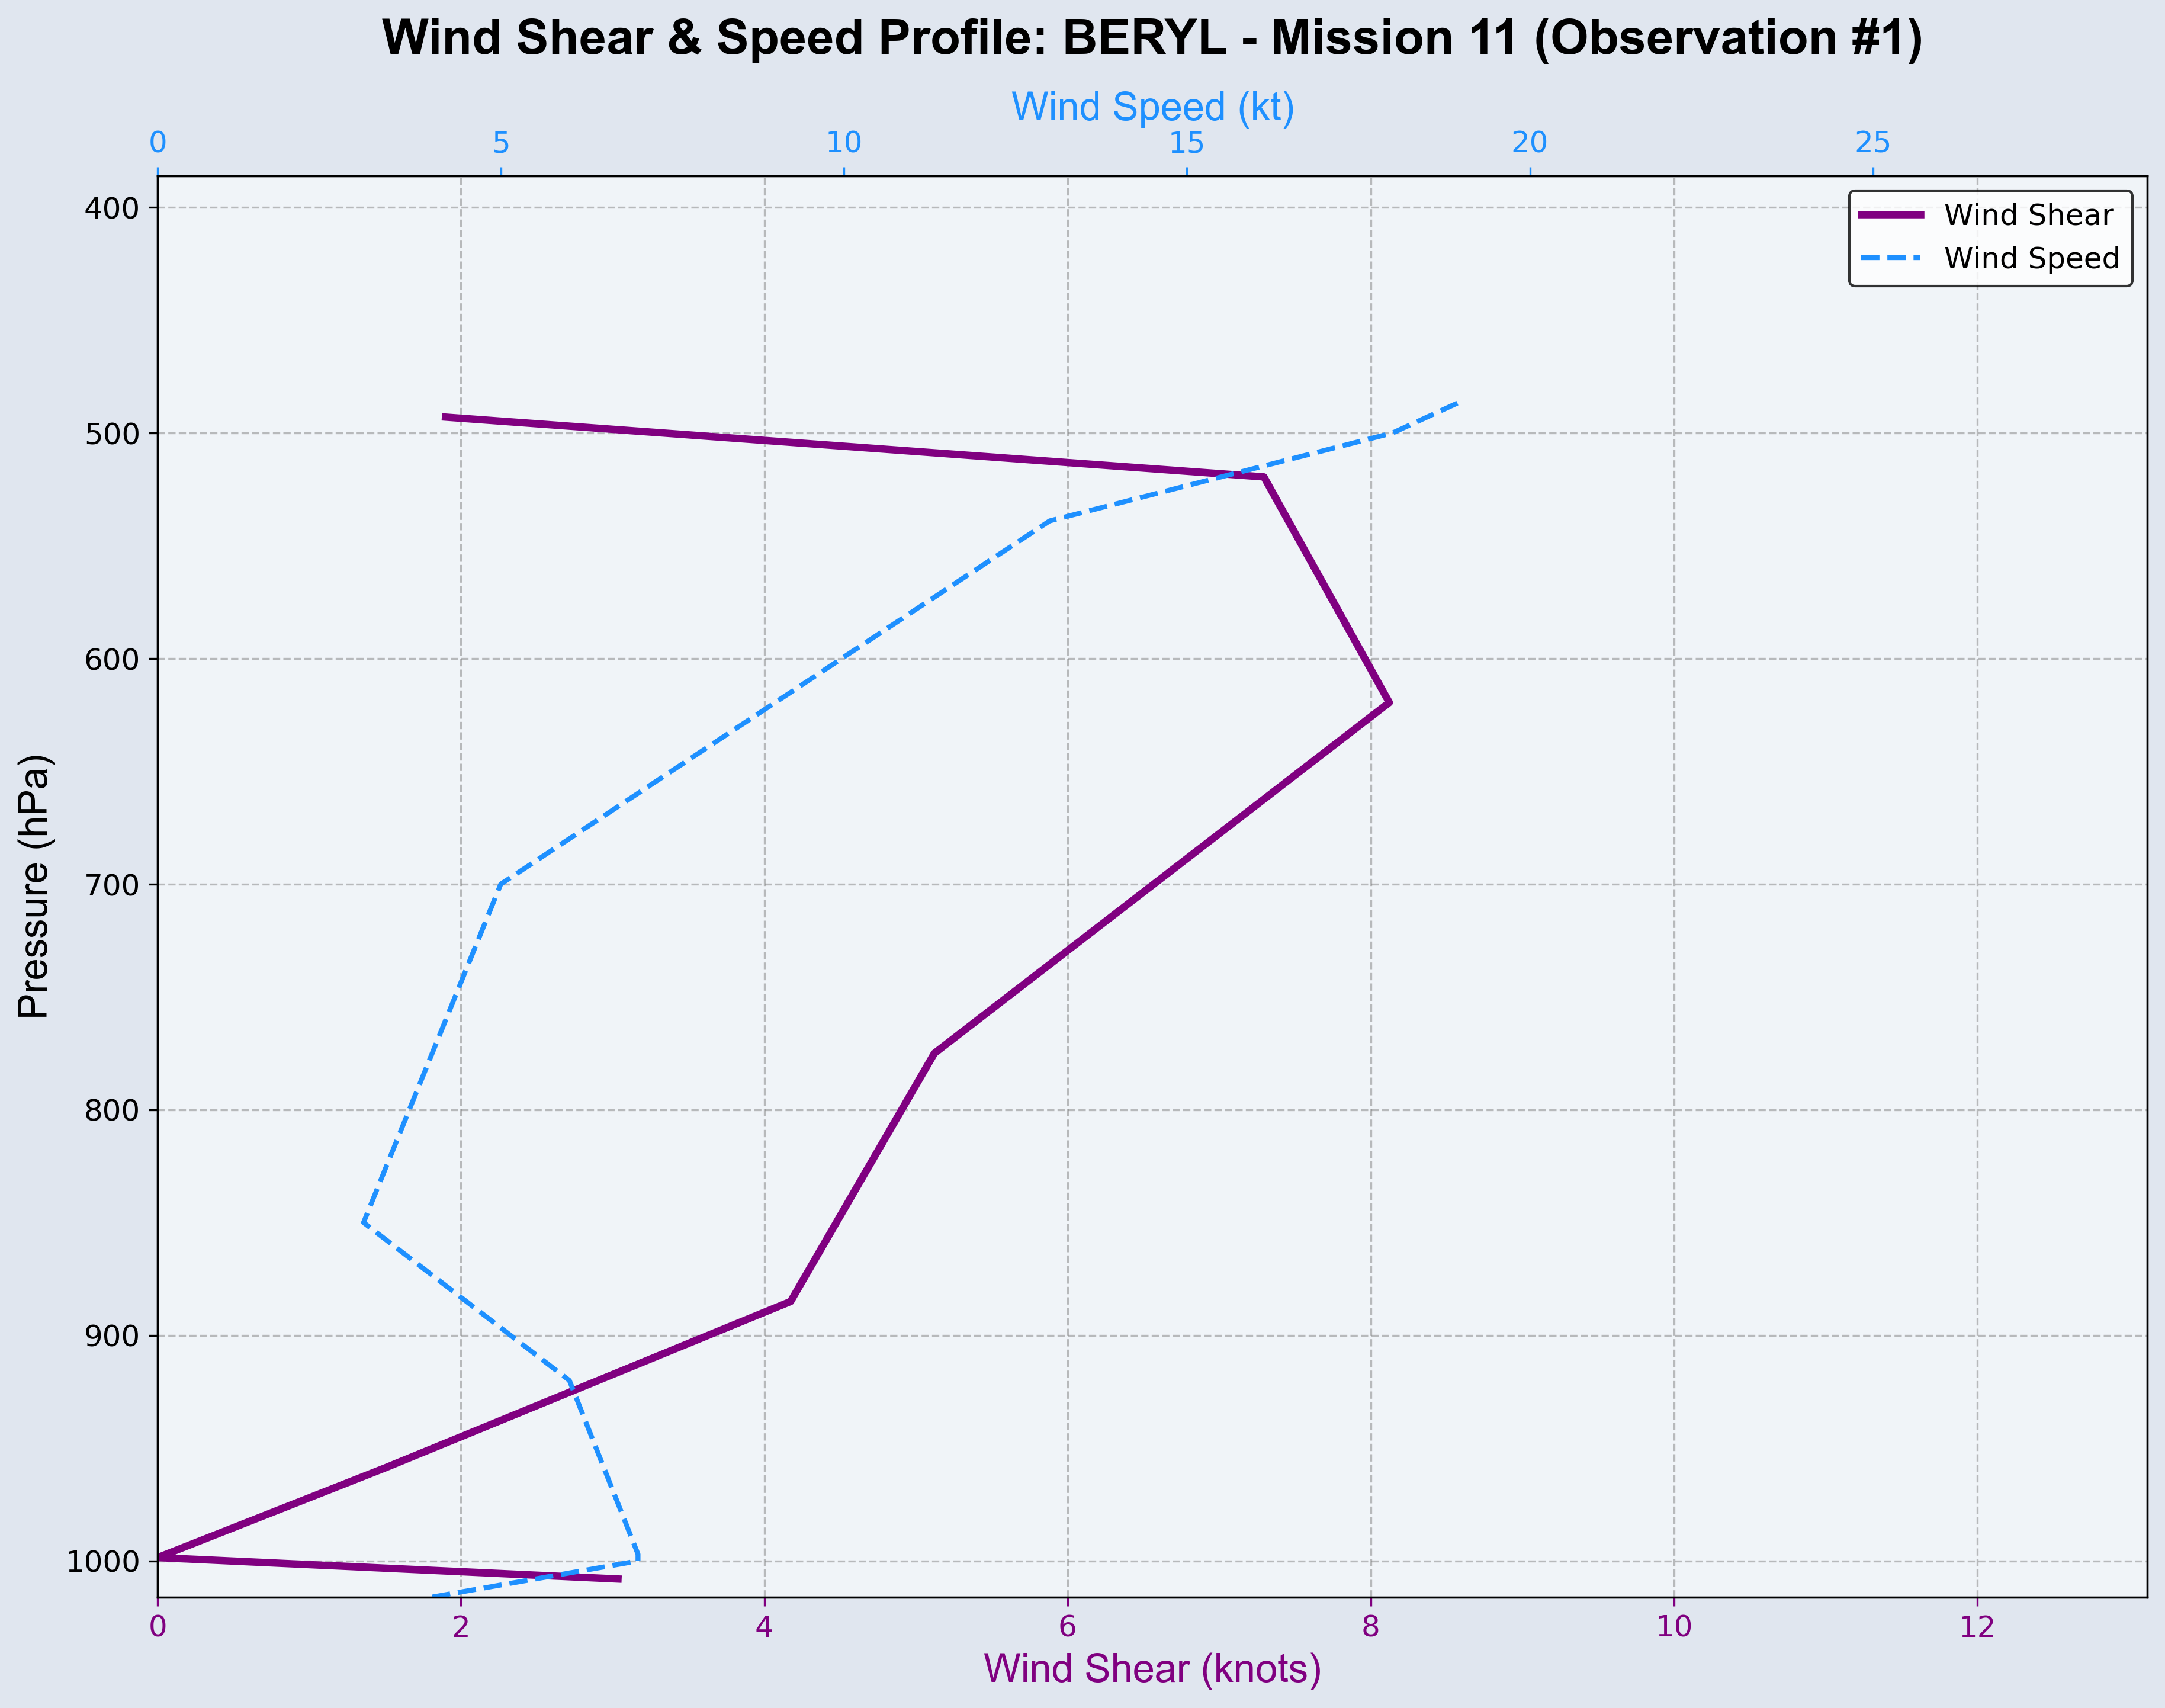 Wind Shear & Speed Profile: BERYL - Mission 11 (Observation #1)
Wind Speed (kt)
0 5 10 15 20 25
Wind Shear
Wind Speed
400
500
600
700
800
900
1000
Pressure (hPa)
0 2 4 6 8 10 12
Wind Shear (knots)